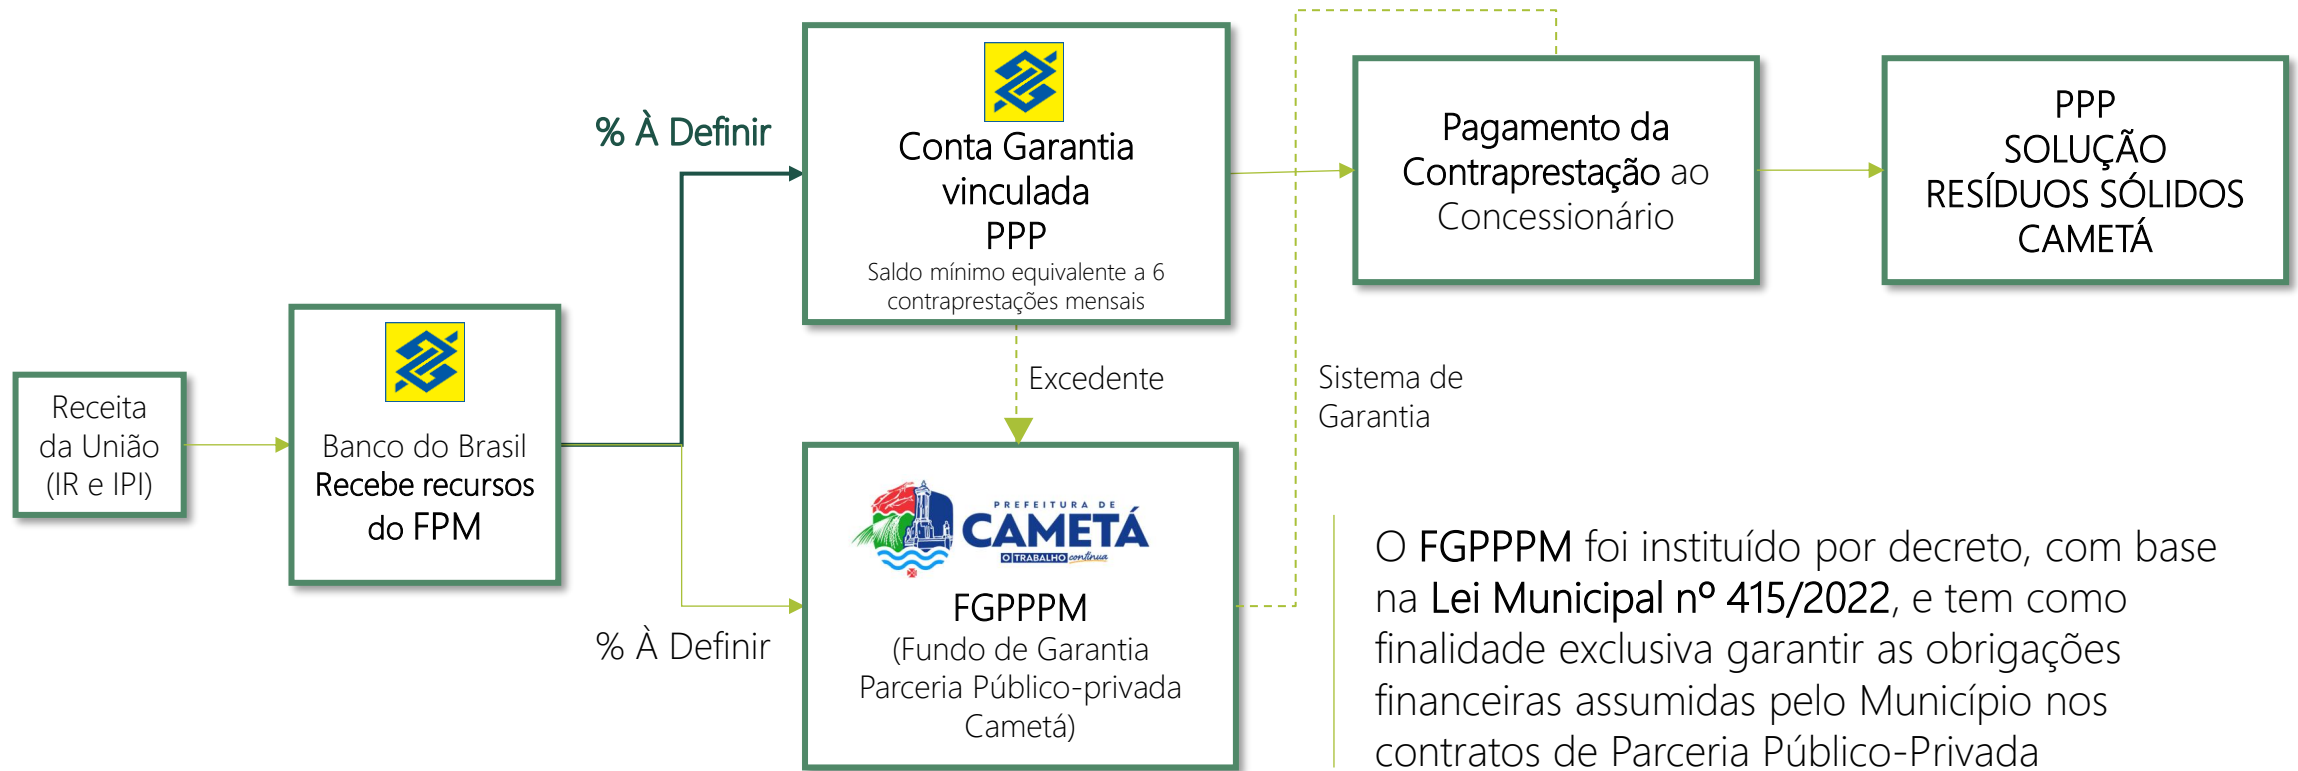 Receita
da União
(IR e IPI)
Banco do Brasil
Recebe recursos
do FPM
% À Definir
% À Definir
Conta Garantia
vinculada
PPP
Saldo mínimo equivalente a 6
contraprestações mensais
Excedente
PREFEITURA DE
CAMETÁ
O TRABALHO continua
FGPPPM
(Fundo de Garantia
Parceria Público-privada
Cametá)
Sistema de
Garantia
Pagamento da
Contraprestação ao
Concessionário
PPP
SOLUÇÃO
RESÍDUOS SÓLIDOS
CAMETÁ
O FGPPPM foi instituído por decreto, com base
na Lei Municipal nº 415/2022, e tem como
finalidade exclusiva garantir as obrigações
financeiras assumidas pelo Município nos
contratos de Parceria Público-Privada